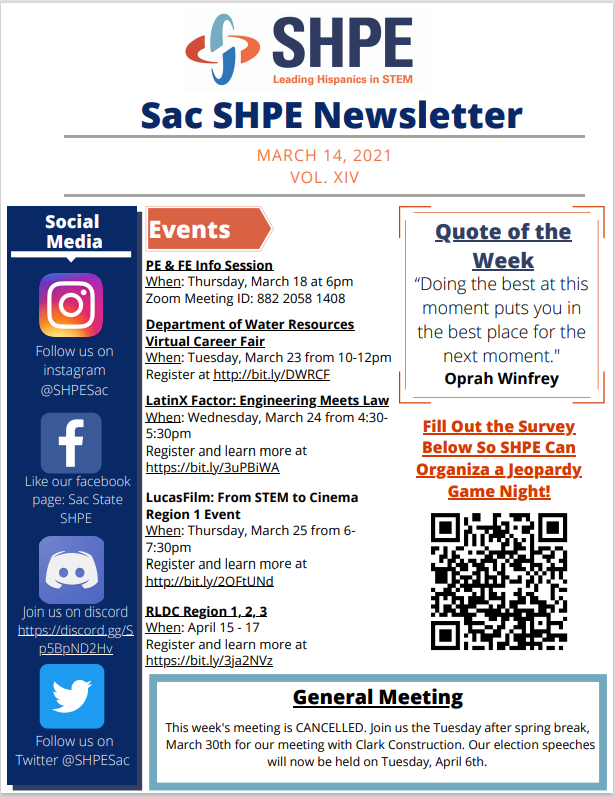 SHPE
Leading Hispanics in STEM
Sac SHPE Newsletter
MARCH 14, 2021
VOL. XIV
Social
Media
Follow us on
instagram
@SHPESac
Like our facebook
page: Sac State
SHPE
Join us on discord
https://discord.gg/S
p5BpND2Hv
Follow us on
Twitter @SHPESac
Events
PE & FE Info Session
When: Thursday, March 18 at 6pm
Zoom Meeting ID: 882 2058 1408
Department of Water Resources
Virtual Career Fair
When: Tuesday, March 23 from 10-12pm
Register at http://bit.ly/DWRCF
LatinX Factor: Engineering Meets Law
When: Wednesday, March 24 from 4:30-
5:30pm
Register and learn more at
https://bit.ly/3uPBiWA
LucasFilm: From STEM to Cinema
Region 1 Event
When: Thursday, March 25 from 6-
7:30pm
Register and learn more at
http://bit.ly/2OFtUNd
RLDC Region 1, 2, 3
When: April 15 - 17
Register and learn more at
https://bit.ly/3ja2NVz
Quote of the
Week
“Doing the best at this
moment puts you in
the best place for the
next moment."
Oprah Winfrey
Fill Out the Survey
Below So SHPE Can
Organiza a Jeopardy
Game Night!
General Meeting
This week's meeting is CANCELLED. Join us the Tuesday after spring break,
March 30th for our meeting with Clark Construction. Our election speeches
will now be held on Tuesday, April 6th.